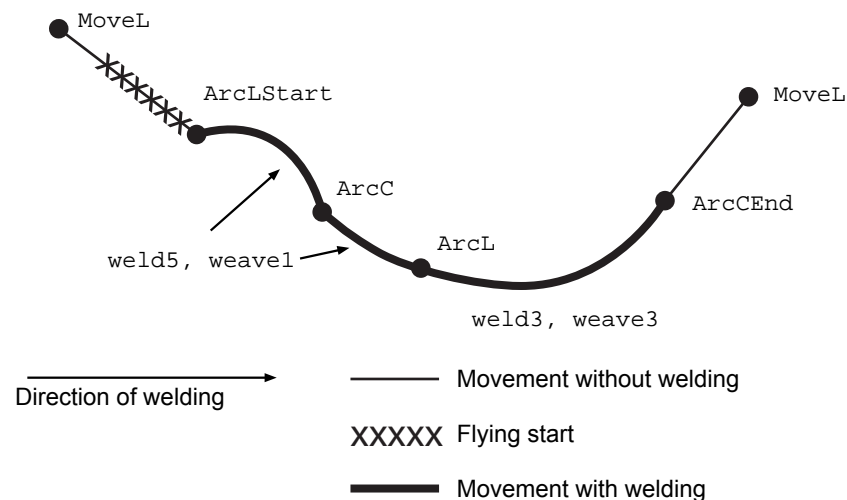 MoveL
ArcLStart
MoveL
ArcC
ArcCEnd
ArcL
weld5, weave1
weld3, weave3
Direction of welding
Movement without welding
XXXXX Flying start
Movement with welding